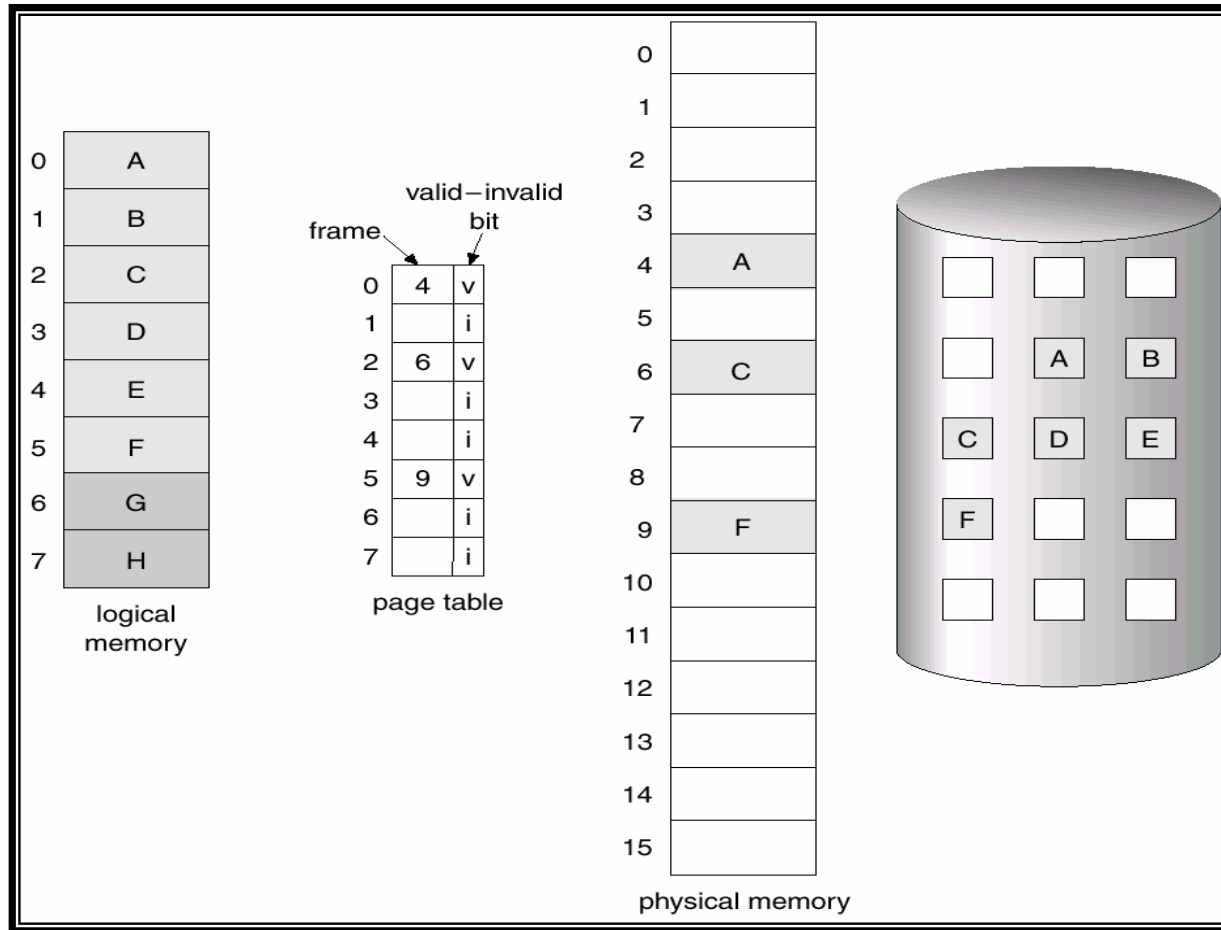 0 A
1 B
2 C
3 D
4 E
5 F
6 G
7 H
logical
memory
valid–invalid
bit
frame
0 4 v
1 i
2 6 v
3 i
4 i
5 9 v
6 i
7 i
page table
0
1
2
3
4 A
5
6 C
7
8
9 F
10
11
12
13
14
15
physical memory
A B
C D E
F